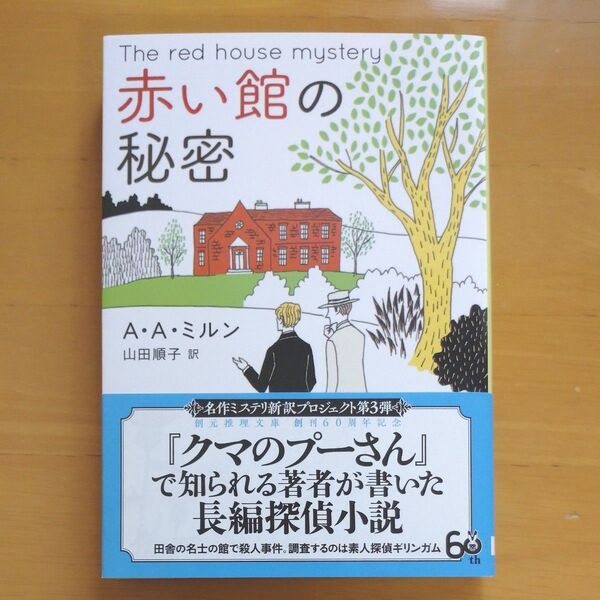 The red house mystery
赤い館の
秘密
A・A・ミルン
山田順子 訳
名作ミステリ新訳プロジェクト第3弾
創元推理文庫 創刊60周年記念
『クマのプーさん』
で知られる著者が書いた
長編探偵小説
田舎の名士の館で殺人事件。調査するのは素人探偵ギリンガム
60th